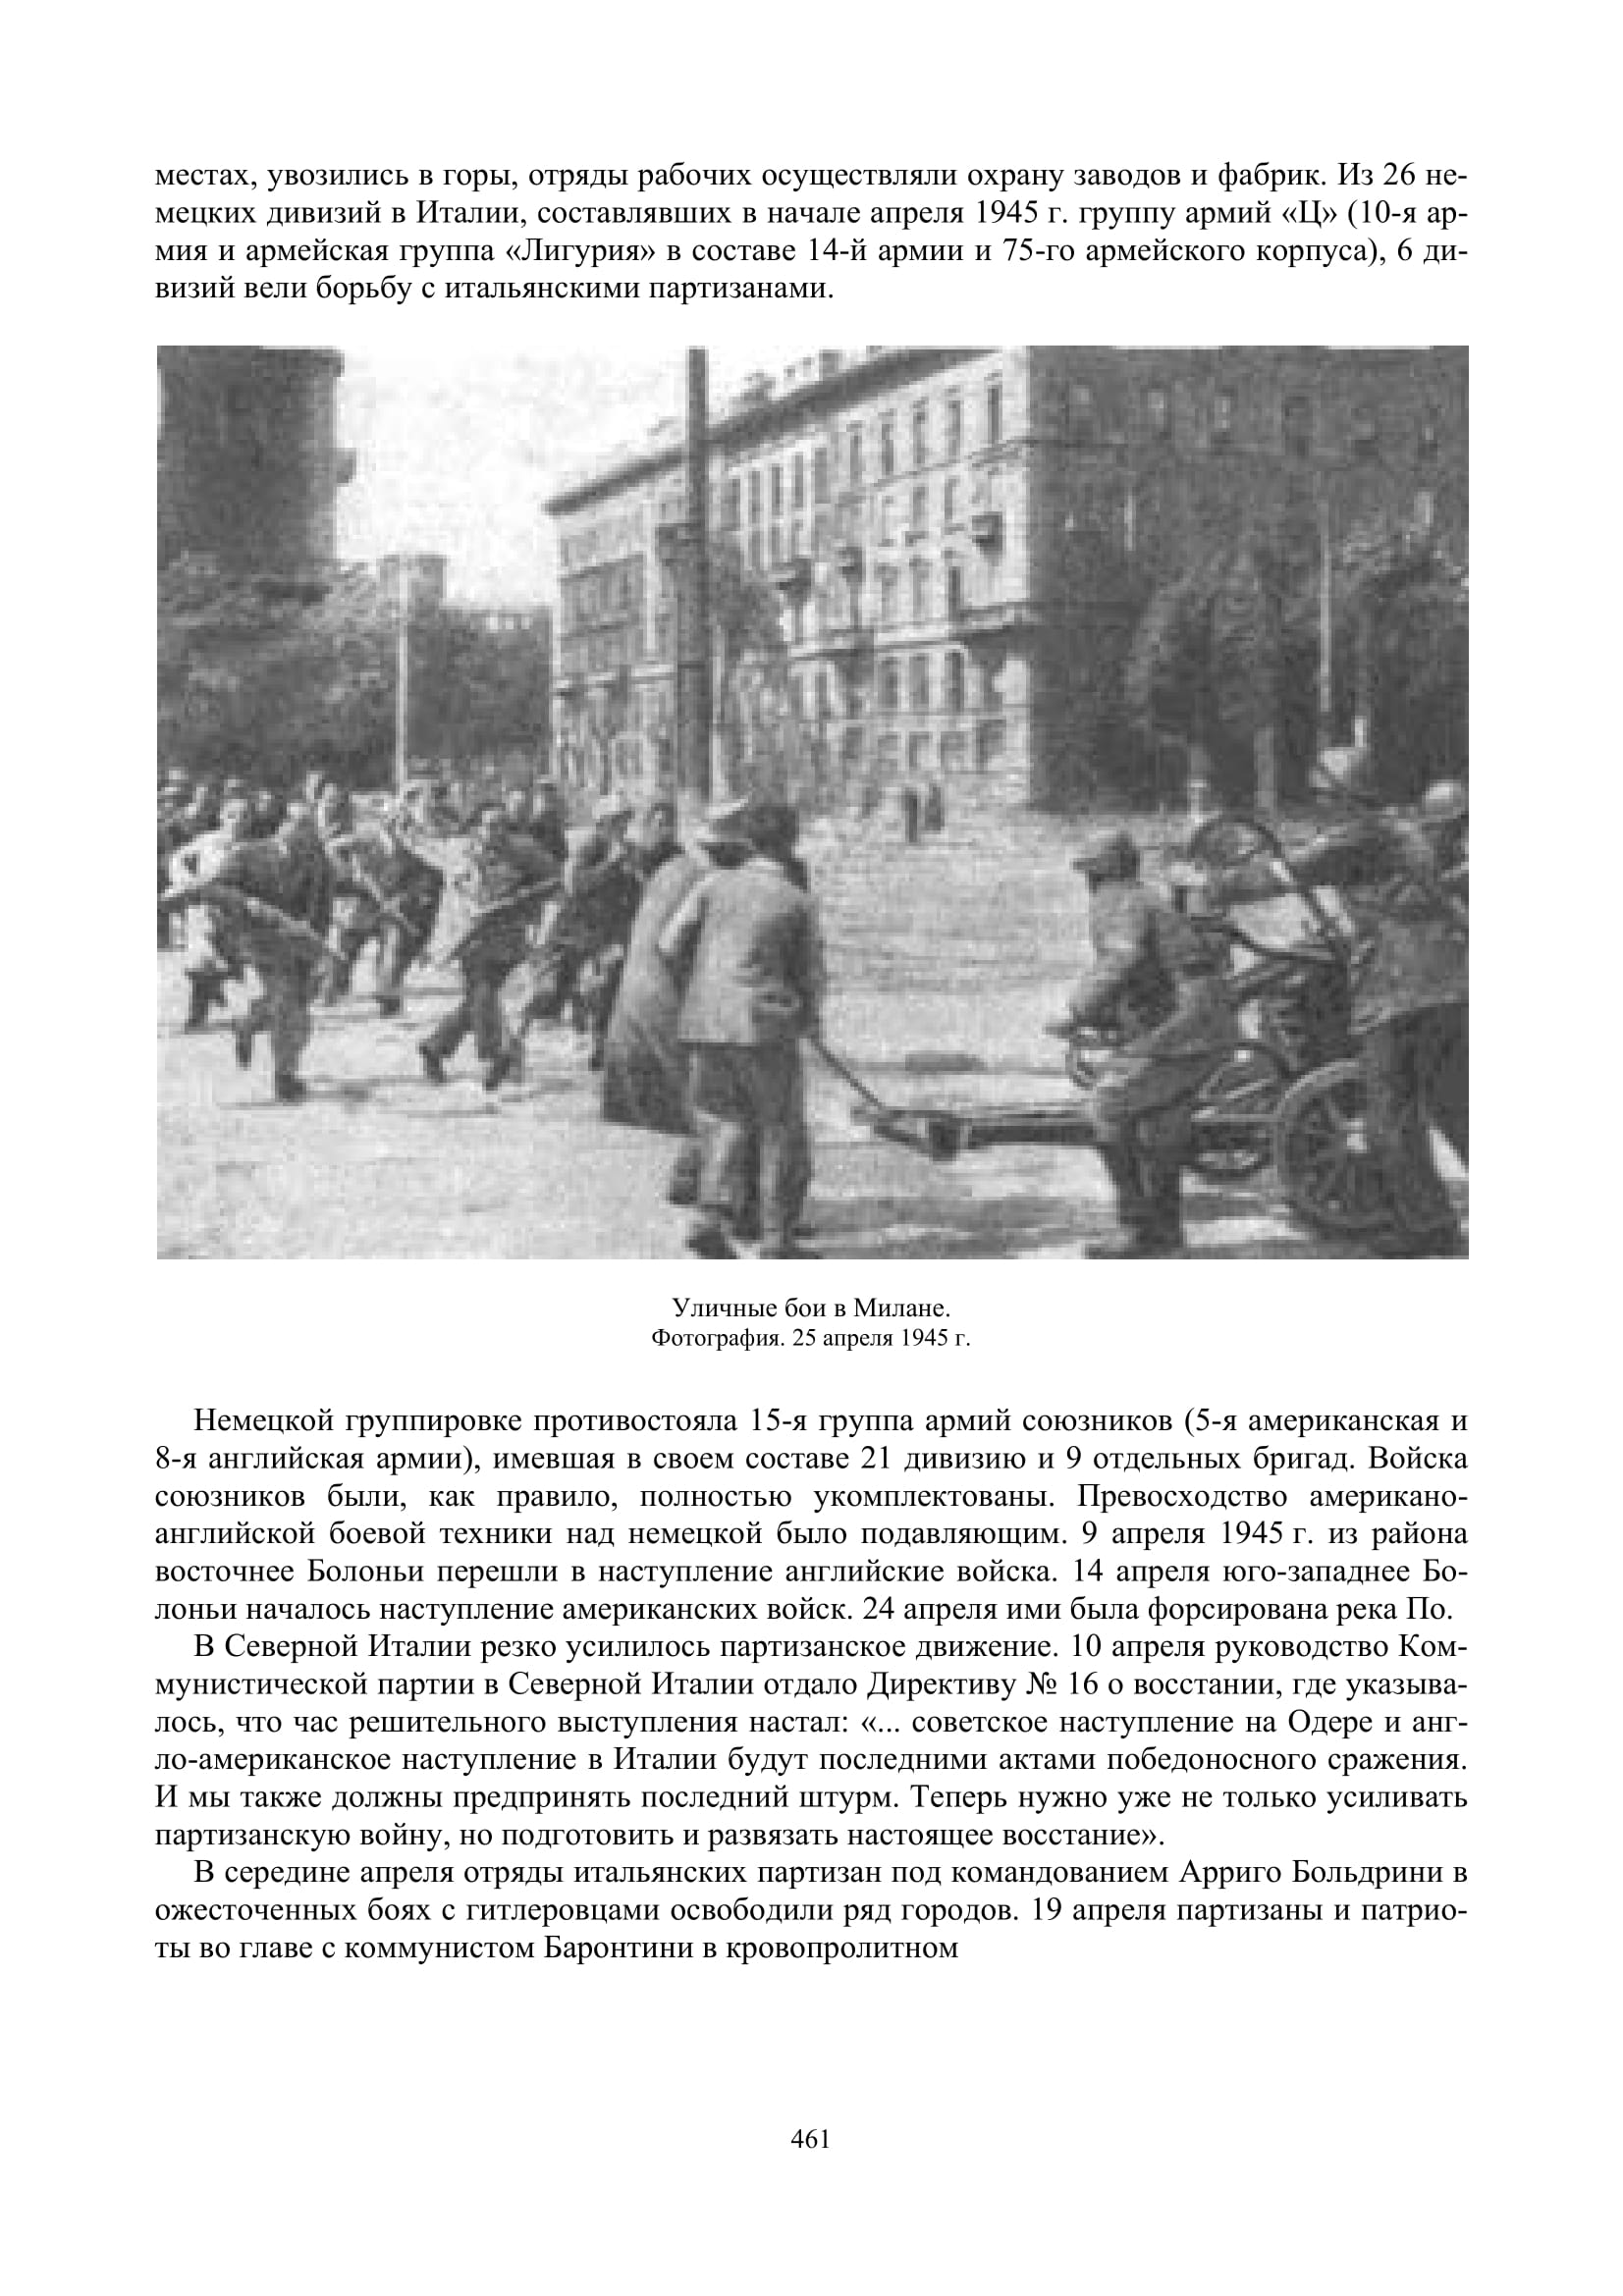 местах, увозились в горы, отряды рабочих осуществляли охрану заводов и фабрик. Из 26 не-
мецких дивизий в Италии, составлявших в начале апреля 1945 г. группу армий «Ц» (10-я ар-
мия и армейская группа «Лигурия» в составе 14-й армии и 75-го армейского корпуса), 6 ди-
визий вели борьбу с итальянскими партизанами.
Уличные бои в Милане.
Фотография. 25 апреля 1945 г.
Немецкой группировке противостояла 15-я группа армий союзников (5-я американская и
8-я английская армии), имевшая в своем составе 21 дивизию и 9 отдельных бригад. Войска
союзников были, как правило, полностью укомплектованы. Превосходство американо-
английской боевой техники над немецкой было подавляющим. 9 апреля 1945 г. из района
восточнее Болоньи перешли в наступление английские войска. 14 апреля юго-западнее Бо-
лоньи началось наступление американских войск. 24 апреля ими была форсирована река По.
В Северной Италии резко усилилось партизанское движение. 10 апреля руководство Ком-
мунистической партии в Северной Италии отдало Директиву № 16 о восстании, где указыва-
лось, что час решительного выступления настал: «... советское наступление на Одере и анг-
ло-американское наступление в Италии будут последними актами победоносного сражения.
И мы также должны предпринять последний штурм. Теперь нужно уже не только усиливать
партизанскую войну, но подготовить и развязать настоящее восстание».
В середине апреля отряды итальянских партизан под командованием Арриго Больдрини в
ожесточенных боях с гитлеровцами освободили ряд городов. 19 апреля партизаны и патрио-
ты во главе с коммунистом Баронтини в кровопролитном
461